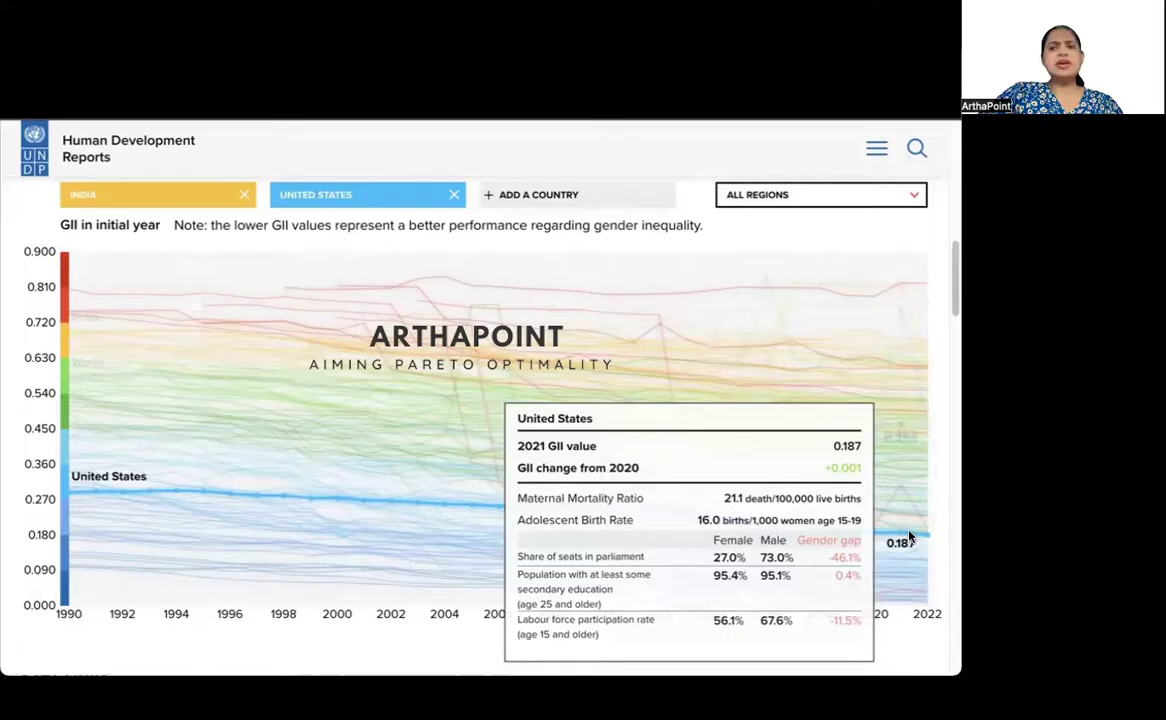 ArthaPoint
UN
DP
Human Development
Reports
INDIA
UNITED STATES
+ ADD A COUNTRY
ALL REGIONS
GII in initial year Note: the lower GII values represent a better performance regarding gender inequality.
0.900
0.810
0.720
0.630
0.540
0.450
0.360
0.270
0.180
0.090
0.000
India
World
ARTHAPOINT
AIMING PARETO OPTIMALITY
United States
United States
2021 GII value 0.187
GII change from 2020 +0.001
Maternal Mortality Ratio 21.1 death/100,000 live births
Adolescent Birth Rate 16.0 births/1,000 women age 15-19
Female Male Gender gap
Share of seats in parliament 27.0% 73.0% -46.1%
Population with at least some
secondary education
(age 25 and older) 95.4% 95.1% 0.4%
Labour force participation rate
(age 15 and older) 56.1% 67.6% -11.5%
0.187
1990 1992 1994 1996 1998 2000 2002 2004 20 2022